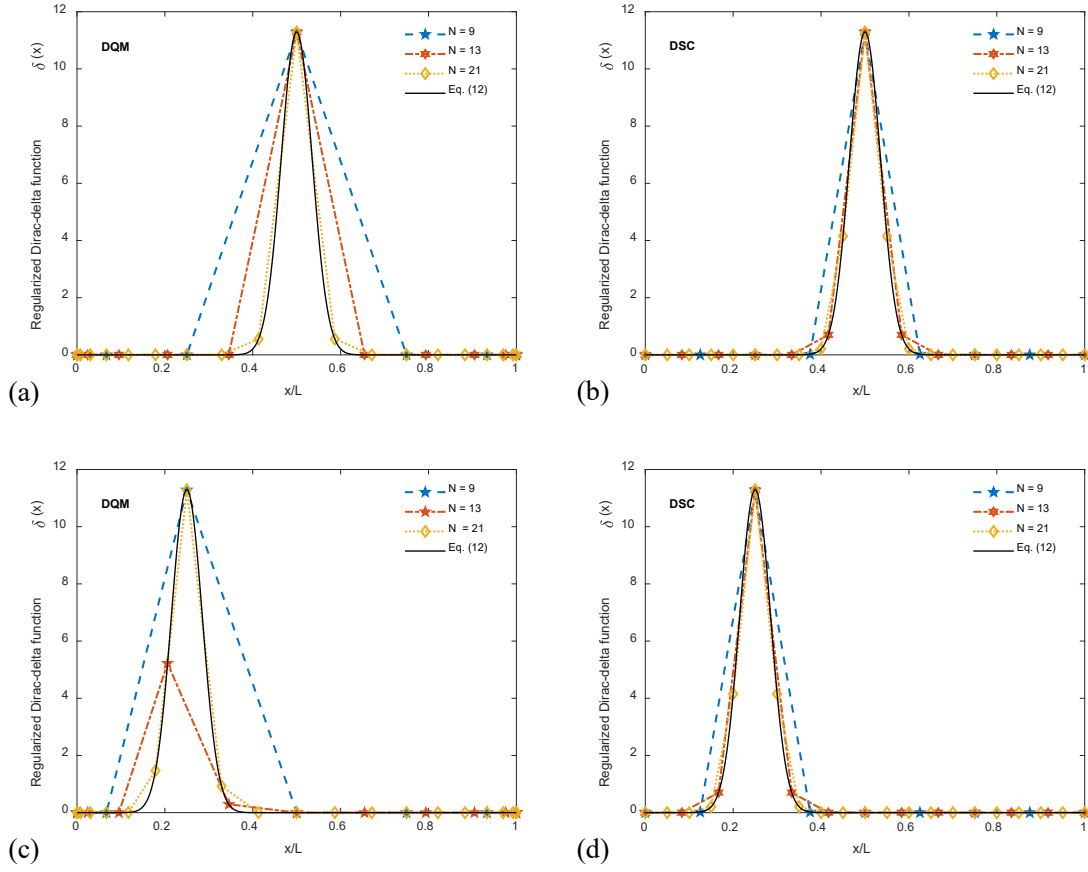 DQM
N = 9
N = 13
N = 21
Eq. (12)
Regularized Dirac-delta function δ (x)
12
10
8
6
4
2
0
0 0.2 0.4 0.6 0.8 1
x/L
(a)
DSC
N = 9
N = 13
N = 21
Eq. (12)
Regularized Dirac-delta function δ (x)
12
10
8
6
4
2
0
0 0.2 0.4 0.6 0.8 1
x/L
(b)
DQM
N = 9
N = 13
N = 21
Eq. (12)
Regularized Dirac-delta function δ (x)
12
10
8
6
4
2
0
0 0.2 0.4 0.6 0.8 1
x/L
(c)
DSC
N = 9
N = 13
N = 21
Eq. (12)
Regularized Dirac-delta function δ (x)
12
10
8
6
4
2
0
0 0.2 0.4 0.6 0.8 1
x/L
(d)